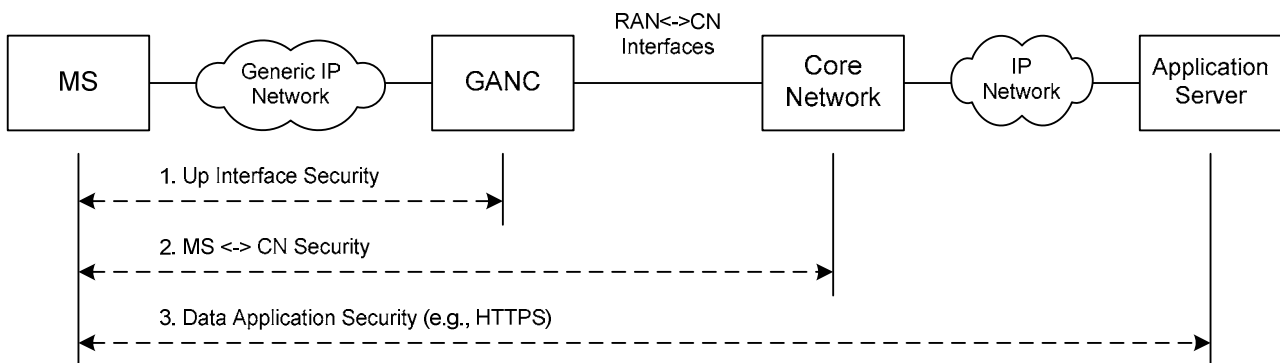 RAN<->CN
Interfaces
MS
Generic IP
Network
GANC
Core
Network
IP
Network
Application
Server
1. Up Interface Security
2. MS <-> CN Security
3. Data Application Security (e.g., HTTPS)